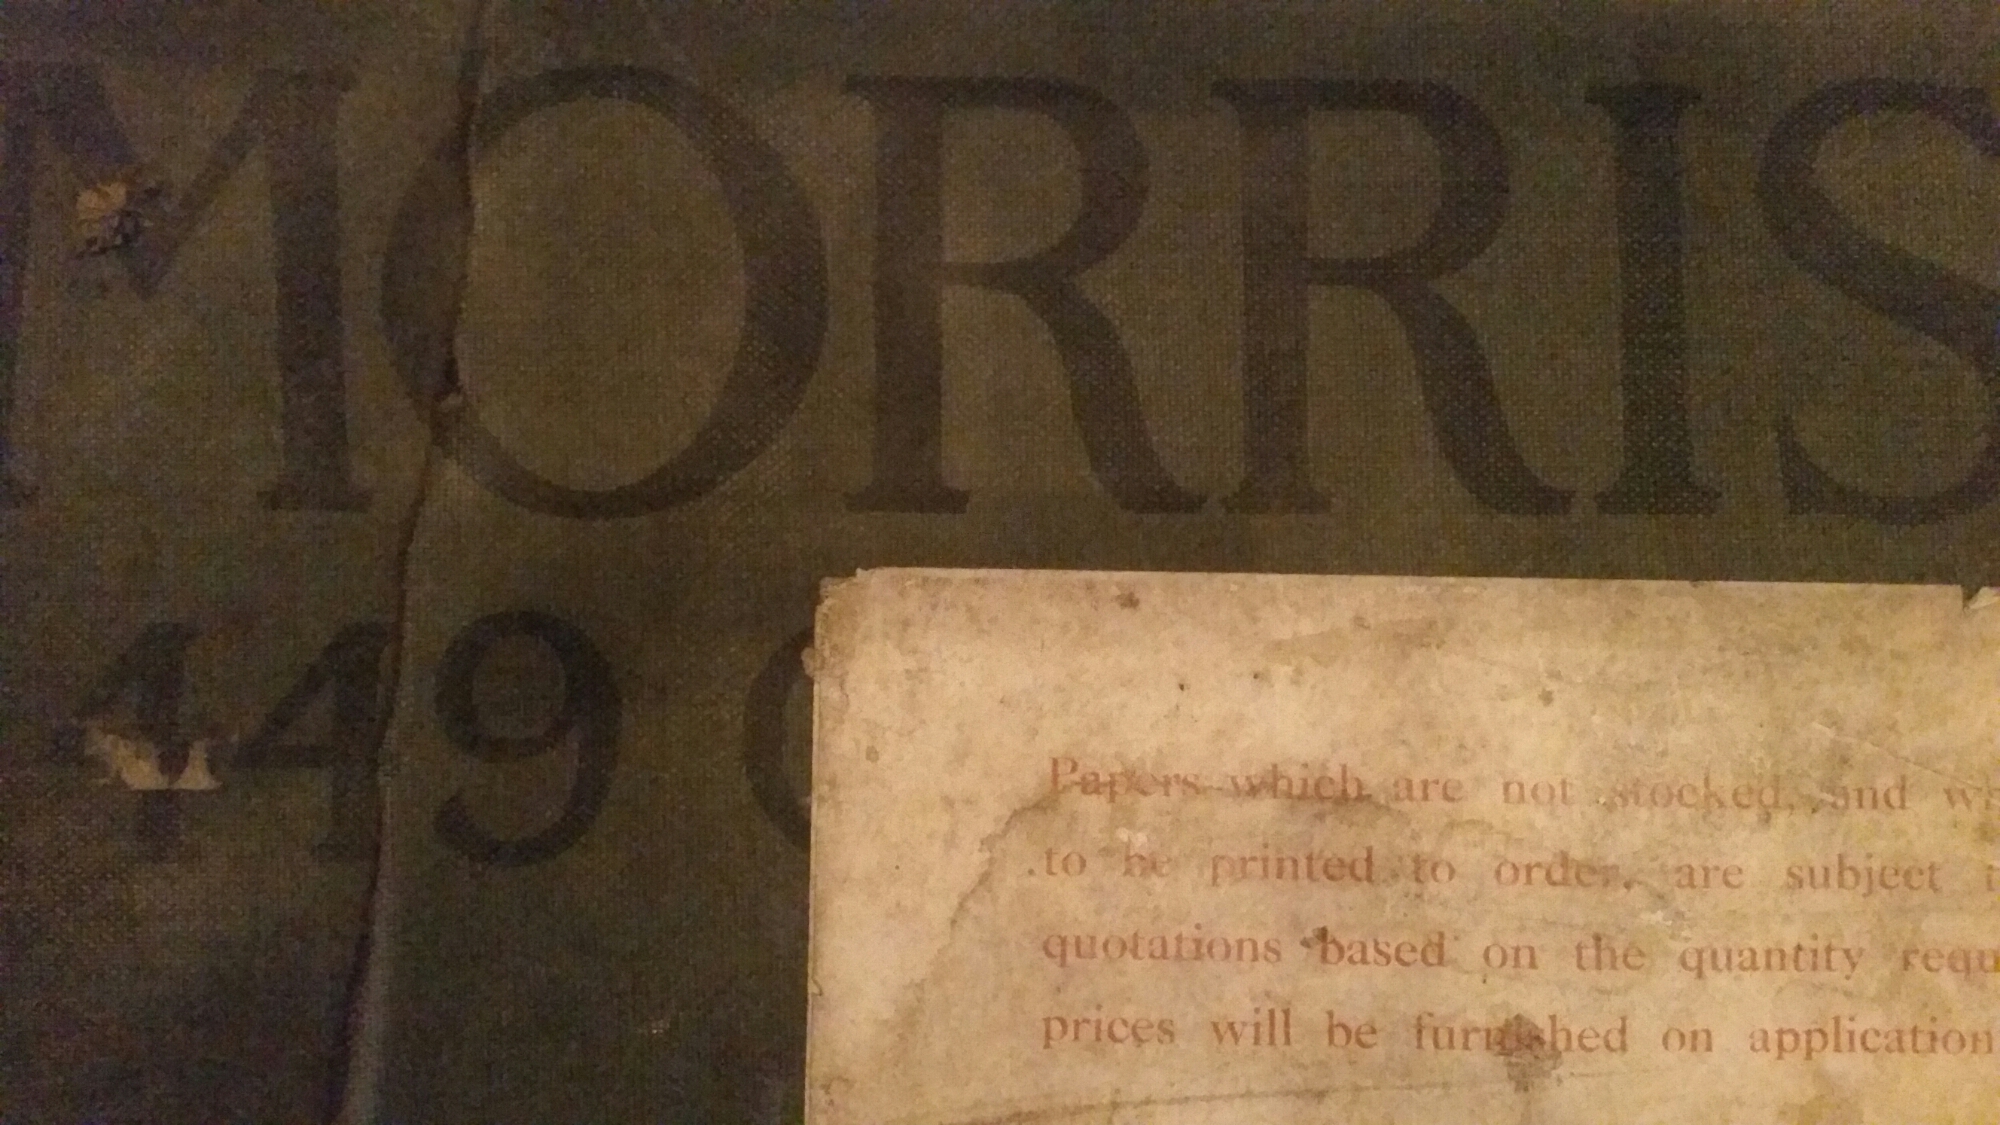 MORRIS
449
Papers which are not stocked, and
to be printed to order, are subject
quotations based on the quantity
prices will be furnished on application